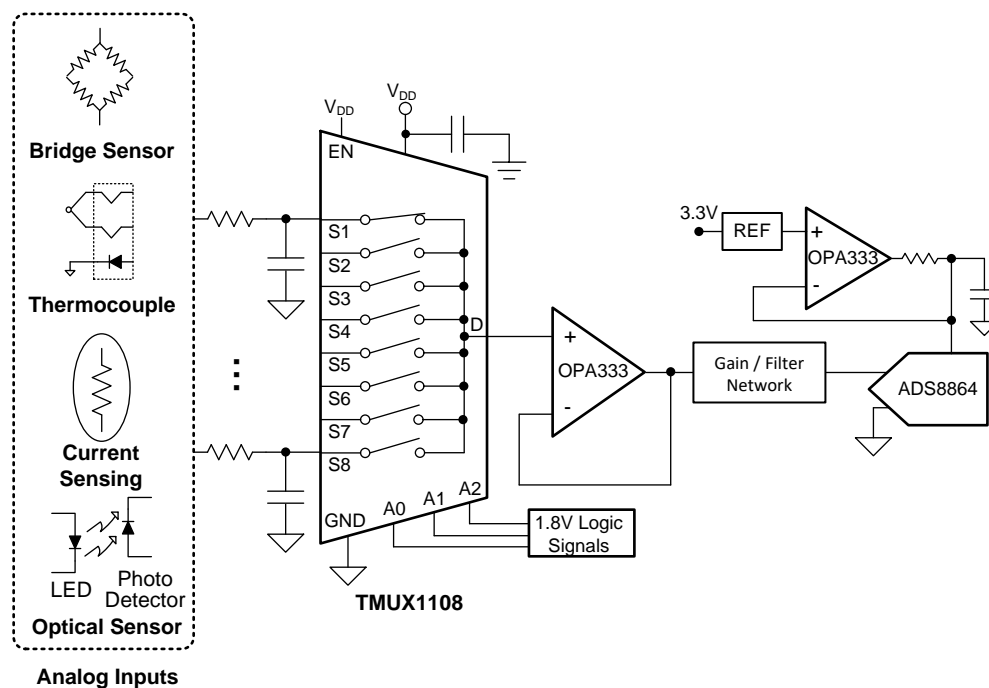 Bridge Sensor
Thermocouple
Current
Sensing
LED
Photo
Detector
Optical Sensor
Analog Inputs
VDD
VDD
EN
S1
S2
S3
S4
S5
S6
S7
S8
D
GND
A0
A1
A2
1.8V Logic
Signals
TMUX1108
+
OPA333
-
Gain / Filter
Network
3.3V
REF
+
OPA333
-
ADS8864